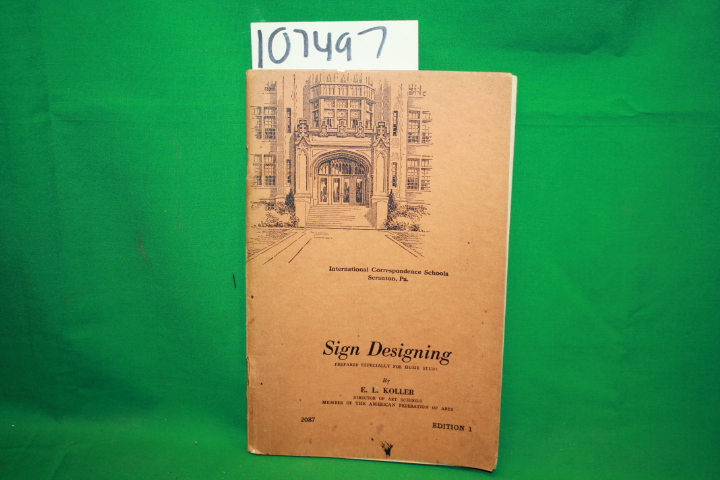 107497
International Correspondence Schools
Scranton, Pa.
Sign Designing
PREPARED ESPECIALLY FOR HOME STUDY
By
E. L. KOLLER
DIRECTOR OF ART SCHOOLS
MEMBER OF THE AMERICAN FEDERATION OF ARTS
2087
EDITION 1